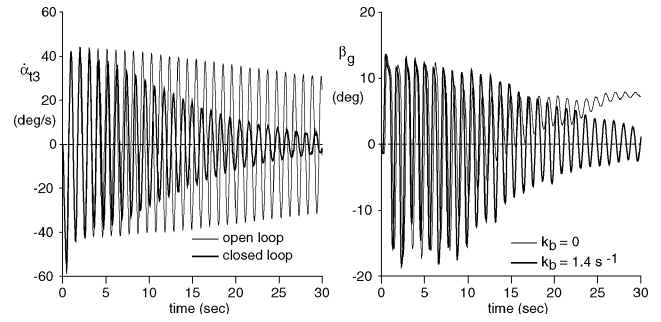 60
40
20
0
-20
-40
-60
α̇t3
(deg/s)
open loop
closed loop
0 5 10 15 20 25 30
time (sec)
20
10
0
-10
-20
βg
(deg)
kb = 0
kb = 1.4 s -1
0 5 10 15 20 25 30
time (sec)